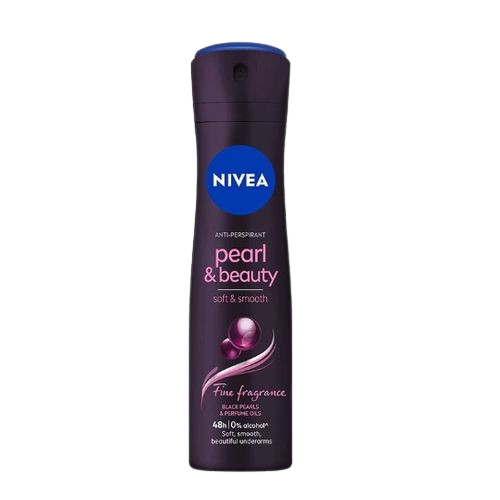 NIVEA
ANTI-PERSPIRANT
pearl
& beauty
soft & smooth
Fine fragrance
BLACK PEARLS
& PERFUME OILS
48h | 0% alcohol^
Soft, smooth,
beautiful underarms